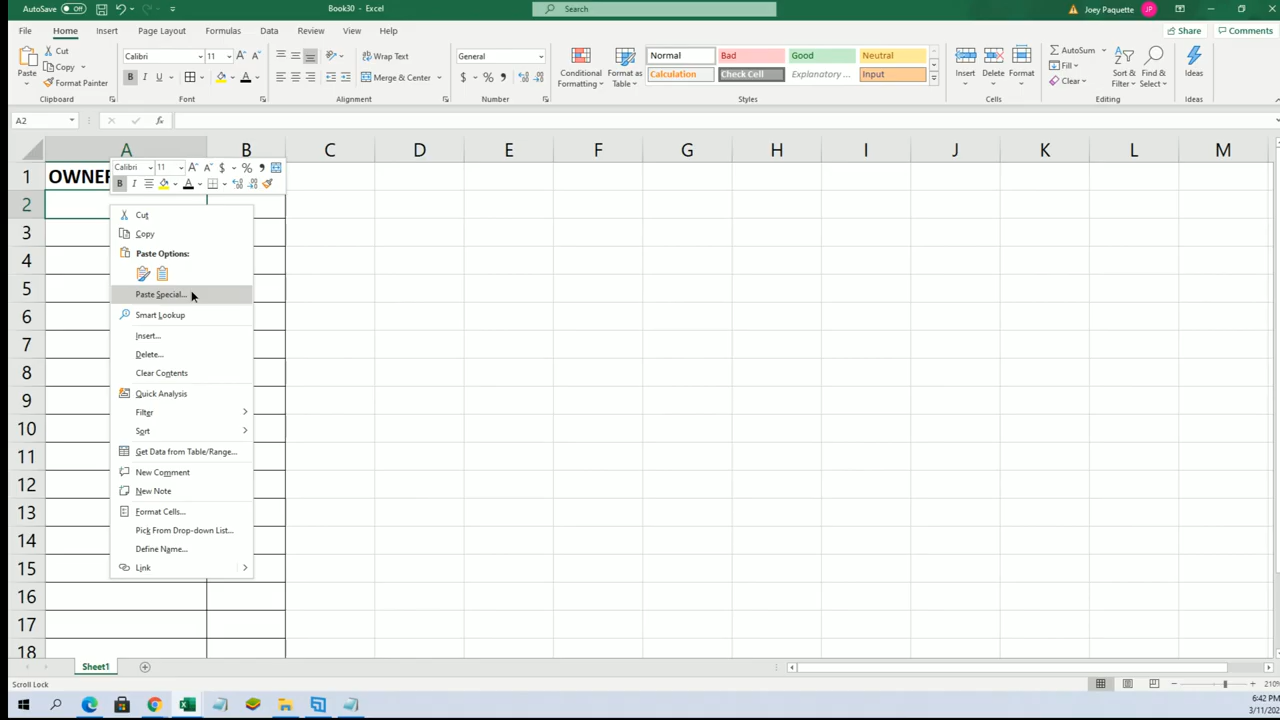 AutoSave Off Book30 - Excel Search Joey Paquette JP
File Home Insert Page Layout Formulas Data Review View Help Share Comments
Paste Cut Copy Format Painter
Calibri 11 A^ A˅ B I U A
Wrap Text Merge & Center
General $ % ,
Conditional Formatting Format as Table
Normal Bad Good Neutral
Calculation Check Cell Explanatory ... Input
Insert Delete Format
AutoSum Fill Clear
Sort & Filter Find & Select
Ideas
Clipboard Font Alignment Number Styles Cells Editing Ideas
A2 fx
A B C D E F G H I J K L M
Calibri 11 A^ A˅ $ % ,
B I A
1 OWNER
2
Cut
3
Copy
Paste Options:
4
5
Paste Special...
Smart Lookup
6
Insert...
7
Delete...
Clear Contents
8
Quick Analysis
9
Filter
Sort
10
Get Data from Table/Range...
11
New Comment
New Note
12
Format Cells...
13
Pick From Drop-down List...
14
Define Name...
Link
15
16
17
18
Sheet1
Scroll Lock 210%
6:42 PM
3/11/202